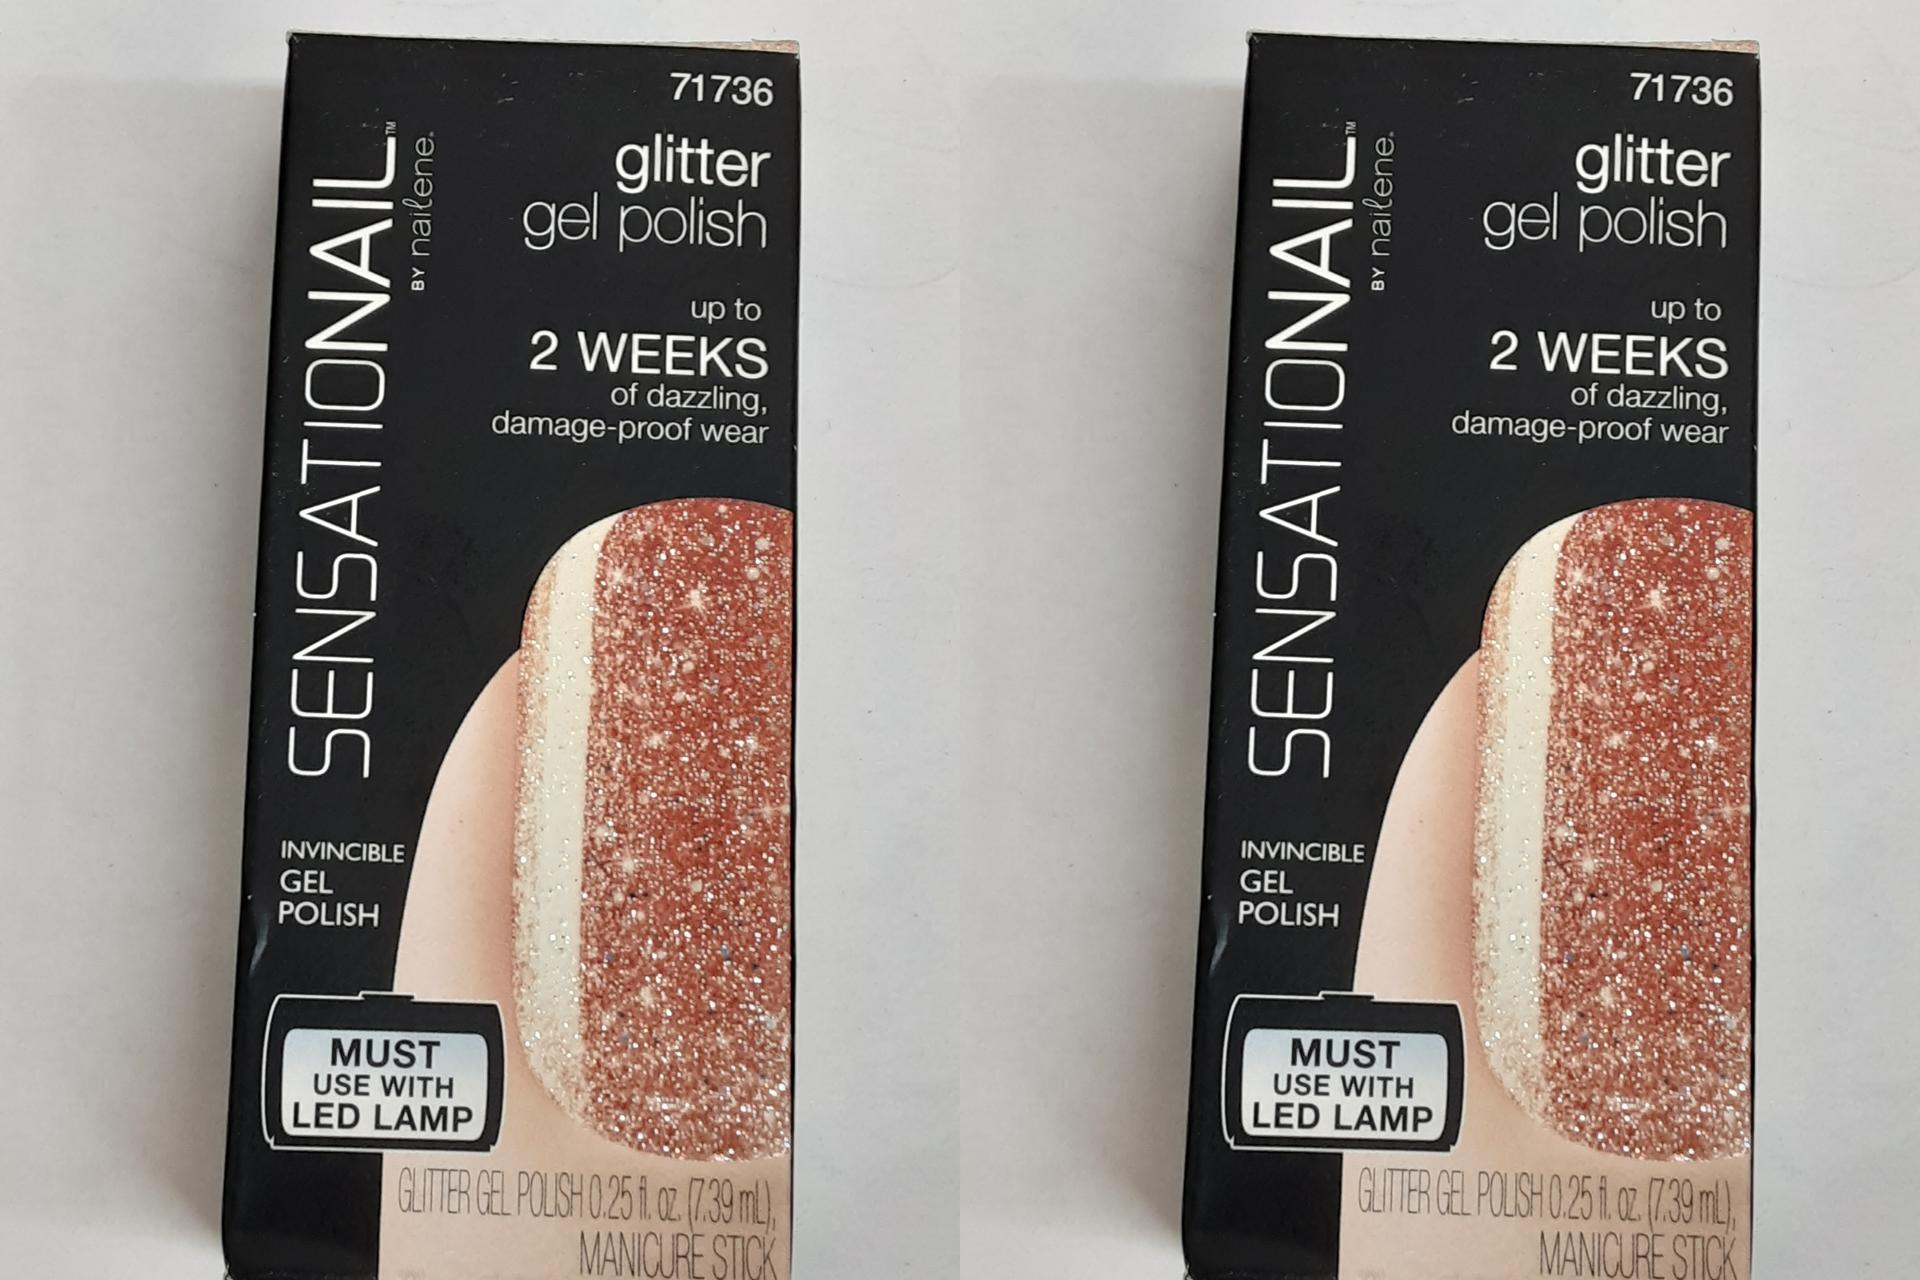 71736
glitter
gel polish
SENSATIONAIL™
BY nailene®
up to
2 WEEKS
of dazzling,
damage-proof wear
INVINCIBLE
GEL
POLISH
MUST
USE WITH
LED LAMP
GLITTER GEL POLISH 0.25 fl. oz. (7.39 mL),
MANICURE STICK
71736
glitter
gel polish
SENSATIONAIL™
BY nailene®
up to
2 WEEKS
of dazzling,
damage-proof wear
INVINCIBLE
GEL
POLISH
MUST
USE WITH
LED LAMP
GLITTER GEL POLISH 0.25 fl. oz. (7.39 mL),
MANICURE STICK